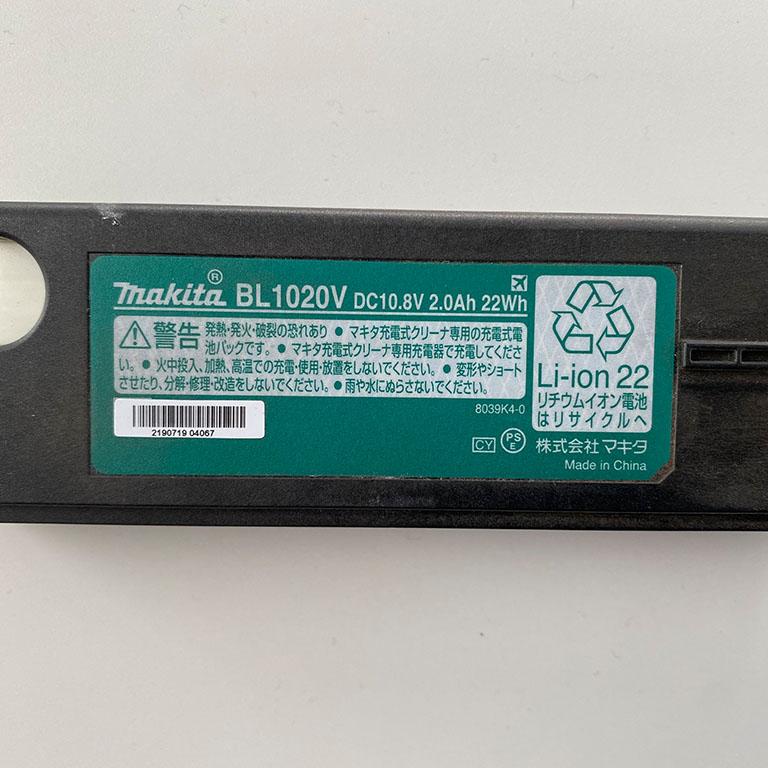 makita® BL1020V DC10.8V 2.0Ah 22Wh
警告 発熱・発火・破裂の恐れあり ● マキタ充電式クリーナ専用の充電式電
池パックです。 ● マキタ充電式クリーナ専用充電器で充電してくださ
い。 ● 火中投入、加熱、高温での充電・使用・放置をしないでください。 ● 変形やショート
させたり、分解・修理・改造をしないでください。 ● 雨や水にぬらさないでください。
8039K4-0
2190719 04067
Li-ion 22
リチウムイオン電池
はリサイクルへ
CY PSE 株式会社マキタ
Made in China